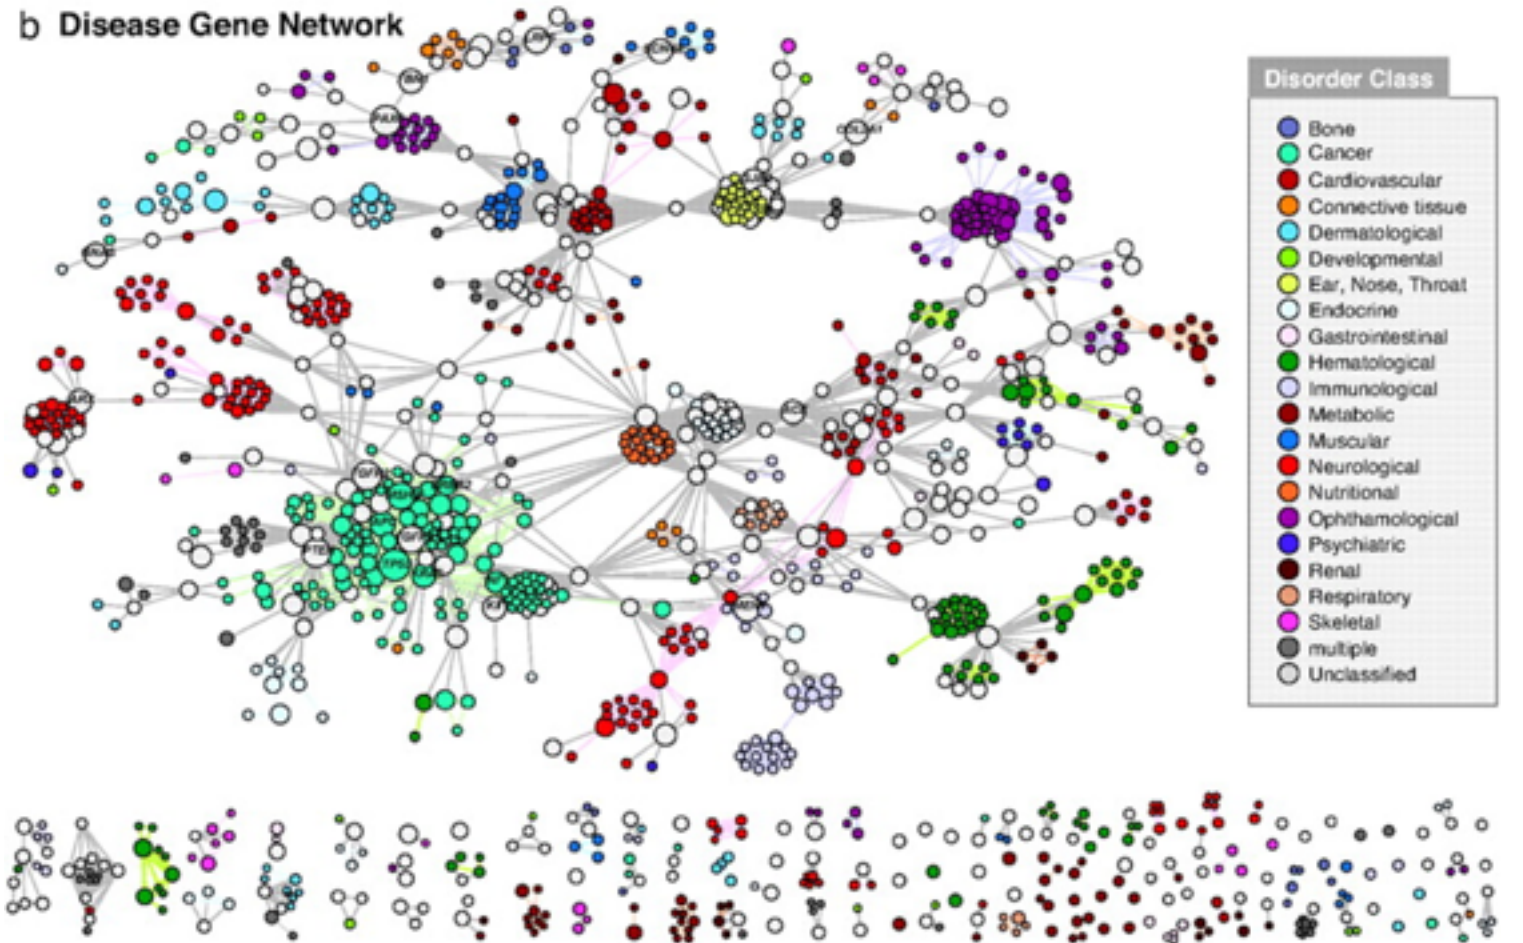 b Disease Gene Network
Disorder Class
Bone
Cancer
Cardiovascular
Connective tissue
Dermatological
Developmental
Ear, Nose, Throat
Endocrine
Gastrointestinal
Hematological
Immunological
Metabolic
Muscular
Neurological
Nutritional
Ophthamological
Psychiatric
Renal
Respiratory
Skeletal
multiple
Unclassified
COL2A1